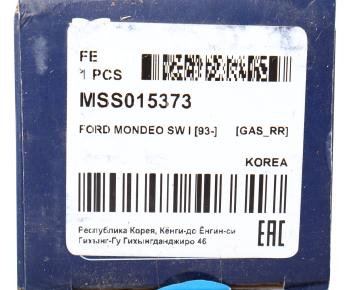 FE
1 PCS
MSS015373
FORD MONDEO SW I [93-] [GAS_RR]
KOREA
Республика Корея, Кёнги-до Ёнгин-си
Гихынг-Гу Гихынгданджиро 46
EAC